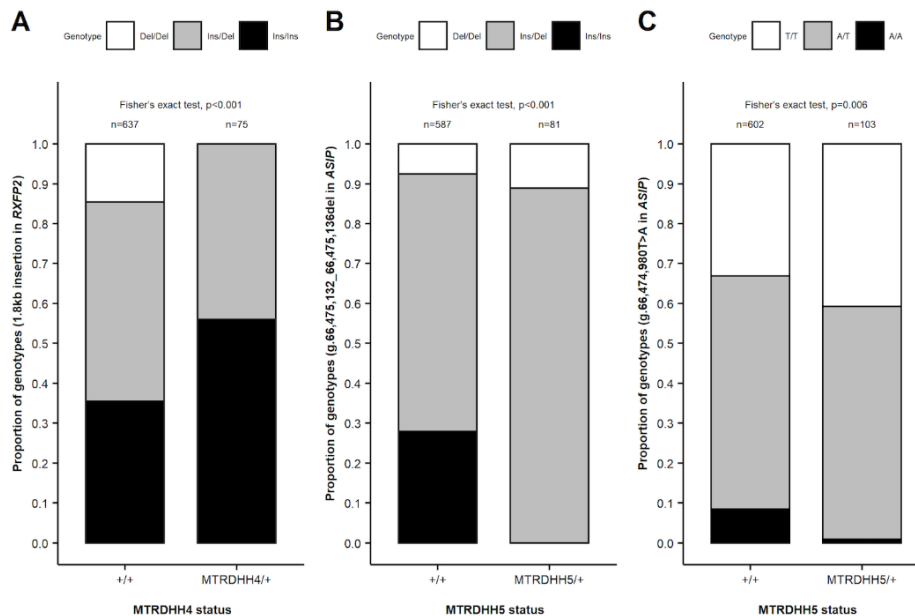 A
Genotype Del/Del Ins/Del Ins/Ins
Fisher's exact test, p<0.001
n=637 n=75
Proportion of genotypes (1.8kb insertion in RXFP2)
1.0
0.9
0.8
0.7
0.6
0.5
0.4
0.3
0.2
0.1
0.0
+/+ MTRDHH4/+
MTRDHH4 status
B
Genotype Del/Del Ins/Del Ins/Ins
Fisher's exact test, p<0.001
n=587 n=81
Proportion of genotypes (g.66,475,132_66,475,136del in ASIP)
1.0
0.9
0.8
0.7
0.6
0.5
0.4
0.3
0.2
0.1
0.0
+/+ MTRDHH5/+
MTRDHH5 status
C
Genotype T/T A/T A/A
Fisher's exact test, p=0.006
n=602 n=103
Proportion of genotypes (g.66,474,980T>A in ASIP)
1.0
0.9
0.8
0.7
0.6
0.5
0.4
0.3
0.2
0.1
0.0
+/+ MTRDHH5/+
MTRDHH5 status